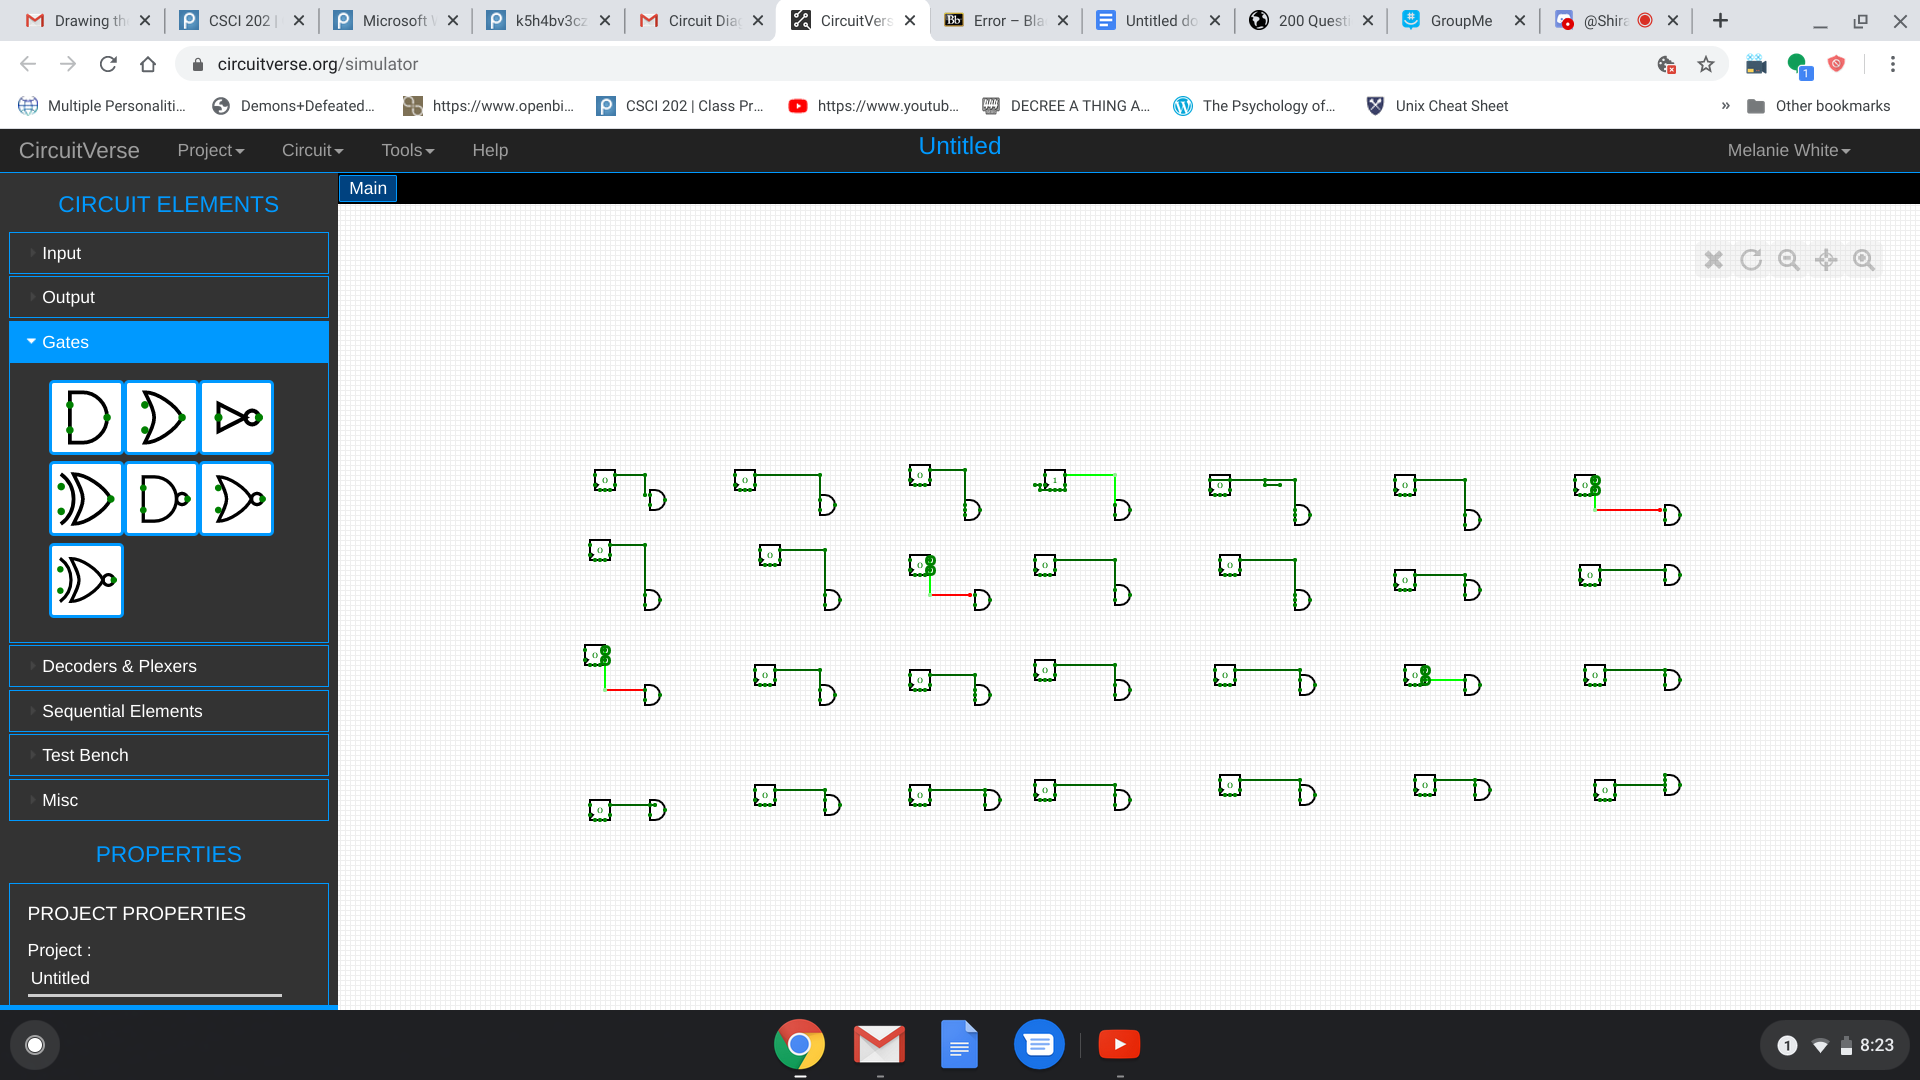 Drawing th
CSCI 202 |
Microsoft W
k5h4bv3cz
Circuit Dia
CircuitVers
Error – Bla
Untitled do
200 Questi
GroupMe
@Shira
circuitverse.org/simulator
1
Multiple Personaliti...
Demons+Defeated...
https://www.openbi...
CSCI 202 | Class Pr...
https://www.youtub...
DECREE A THING A...
The Psychology of...
Unix Cheat Sheet
»
Other bookmarks
CircuitVerse
Project
Circuit
Tools
Help
Untitled
Melanie White
Main
CIRCUIT ELEMENTS
Input
Output
Gates
Decoders & Plexers
Sequential Elements
Test Bench
Misc
PROPERTIES
PROJECT PROPERTIES
Project :
Untitled
0 0 0 1 0 0 0
0 0 0 0 0 0 0
0 0 0 0 0 0 0
0 0 0 0 0 0 0
1
8:23